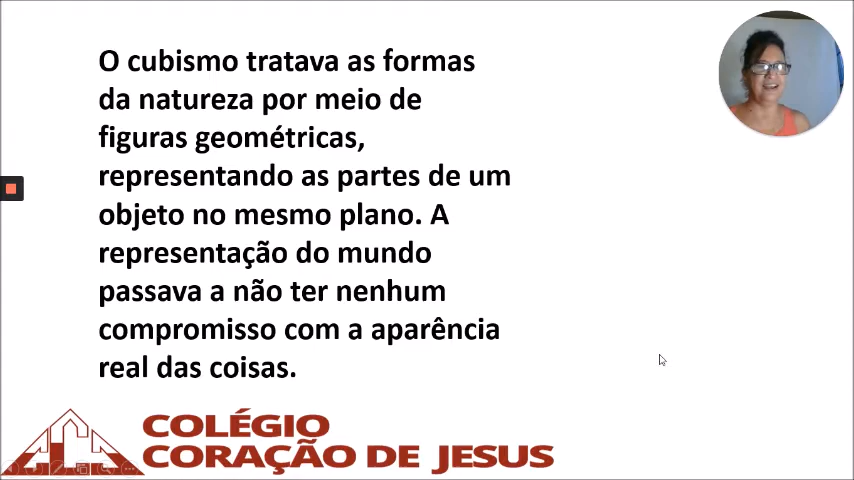 O cubismo tratava as formas
da natureza por meio de
figuras geométricas,
representando as partes de um
objeto no mesmo plano. A
representação do mundo
passava a não ter nenhum
compromisso com a aparência
real das coisas.
COLÉGIO
CORAÇÃO DE JESUS